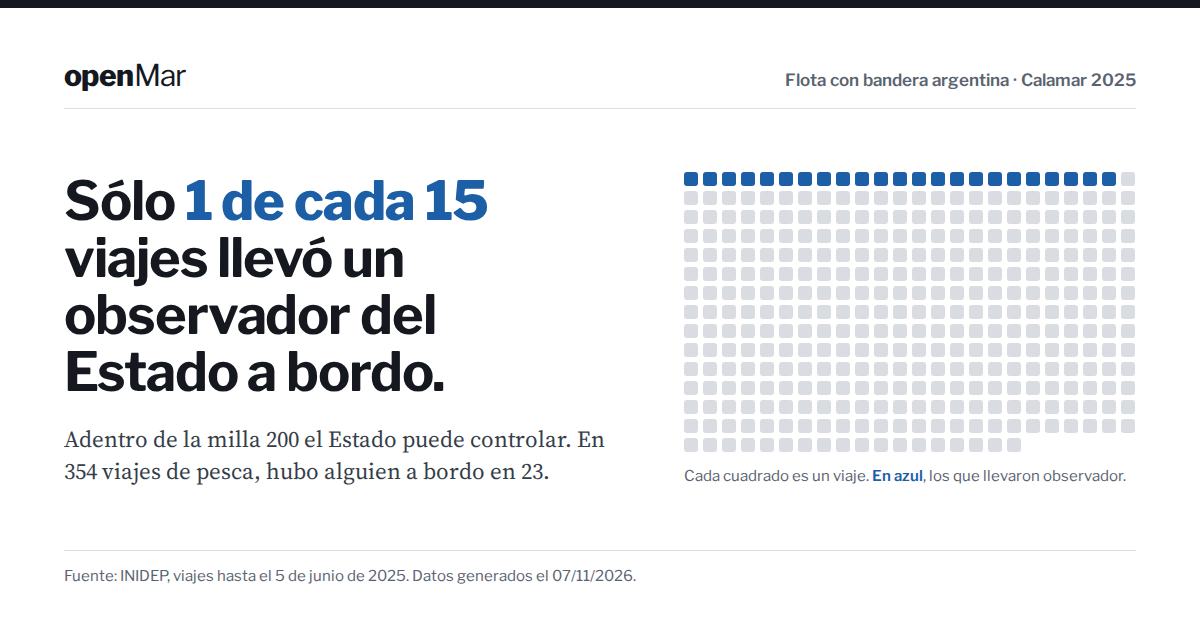 openMar
Flota con bandera argentina · Calamar 2025
Sólo 1 de cada 15
viajes llevó un
observador del
Estado a bordo.
Adentro de la milla 200 el Estado puede controlar. En
354 viajes de pesca, hubo alguien a bordo en 23.
Cada cuadrado es un viaje. En azul, los que llevaron observador.
Fuente: INIDEP, viajes hasta el 5 de junio de 2025. Datos generados el 07/11/2026.